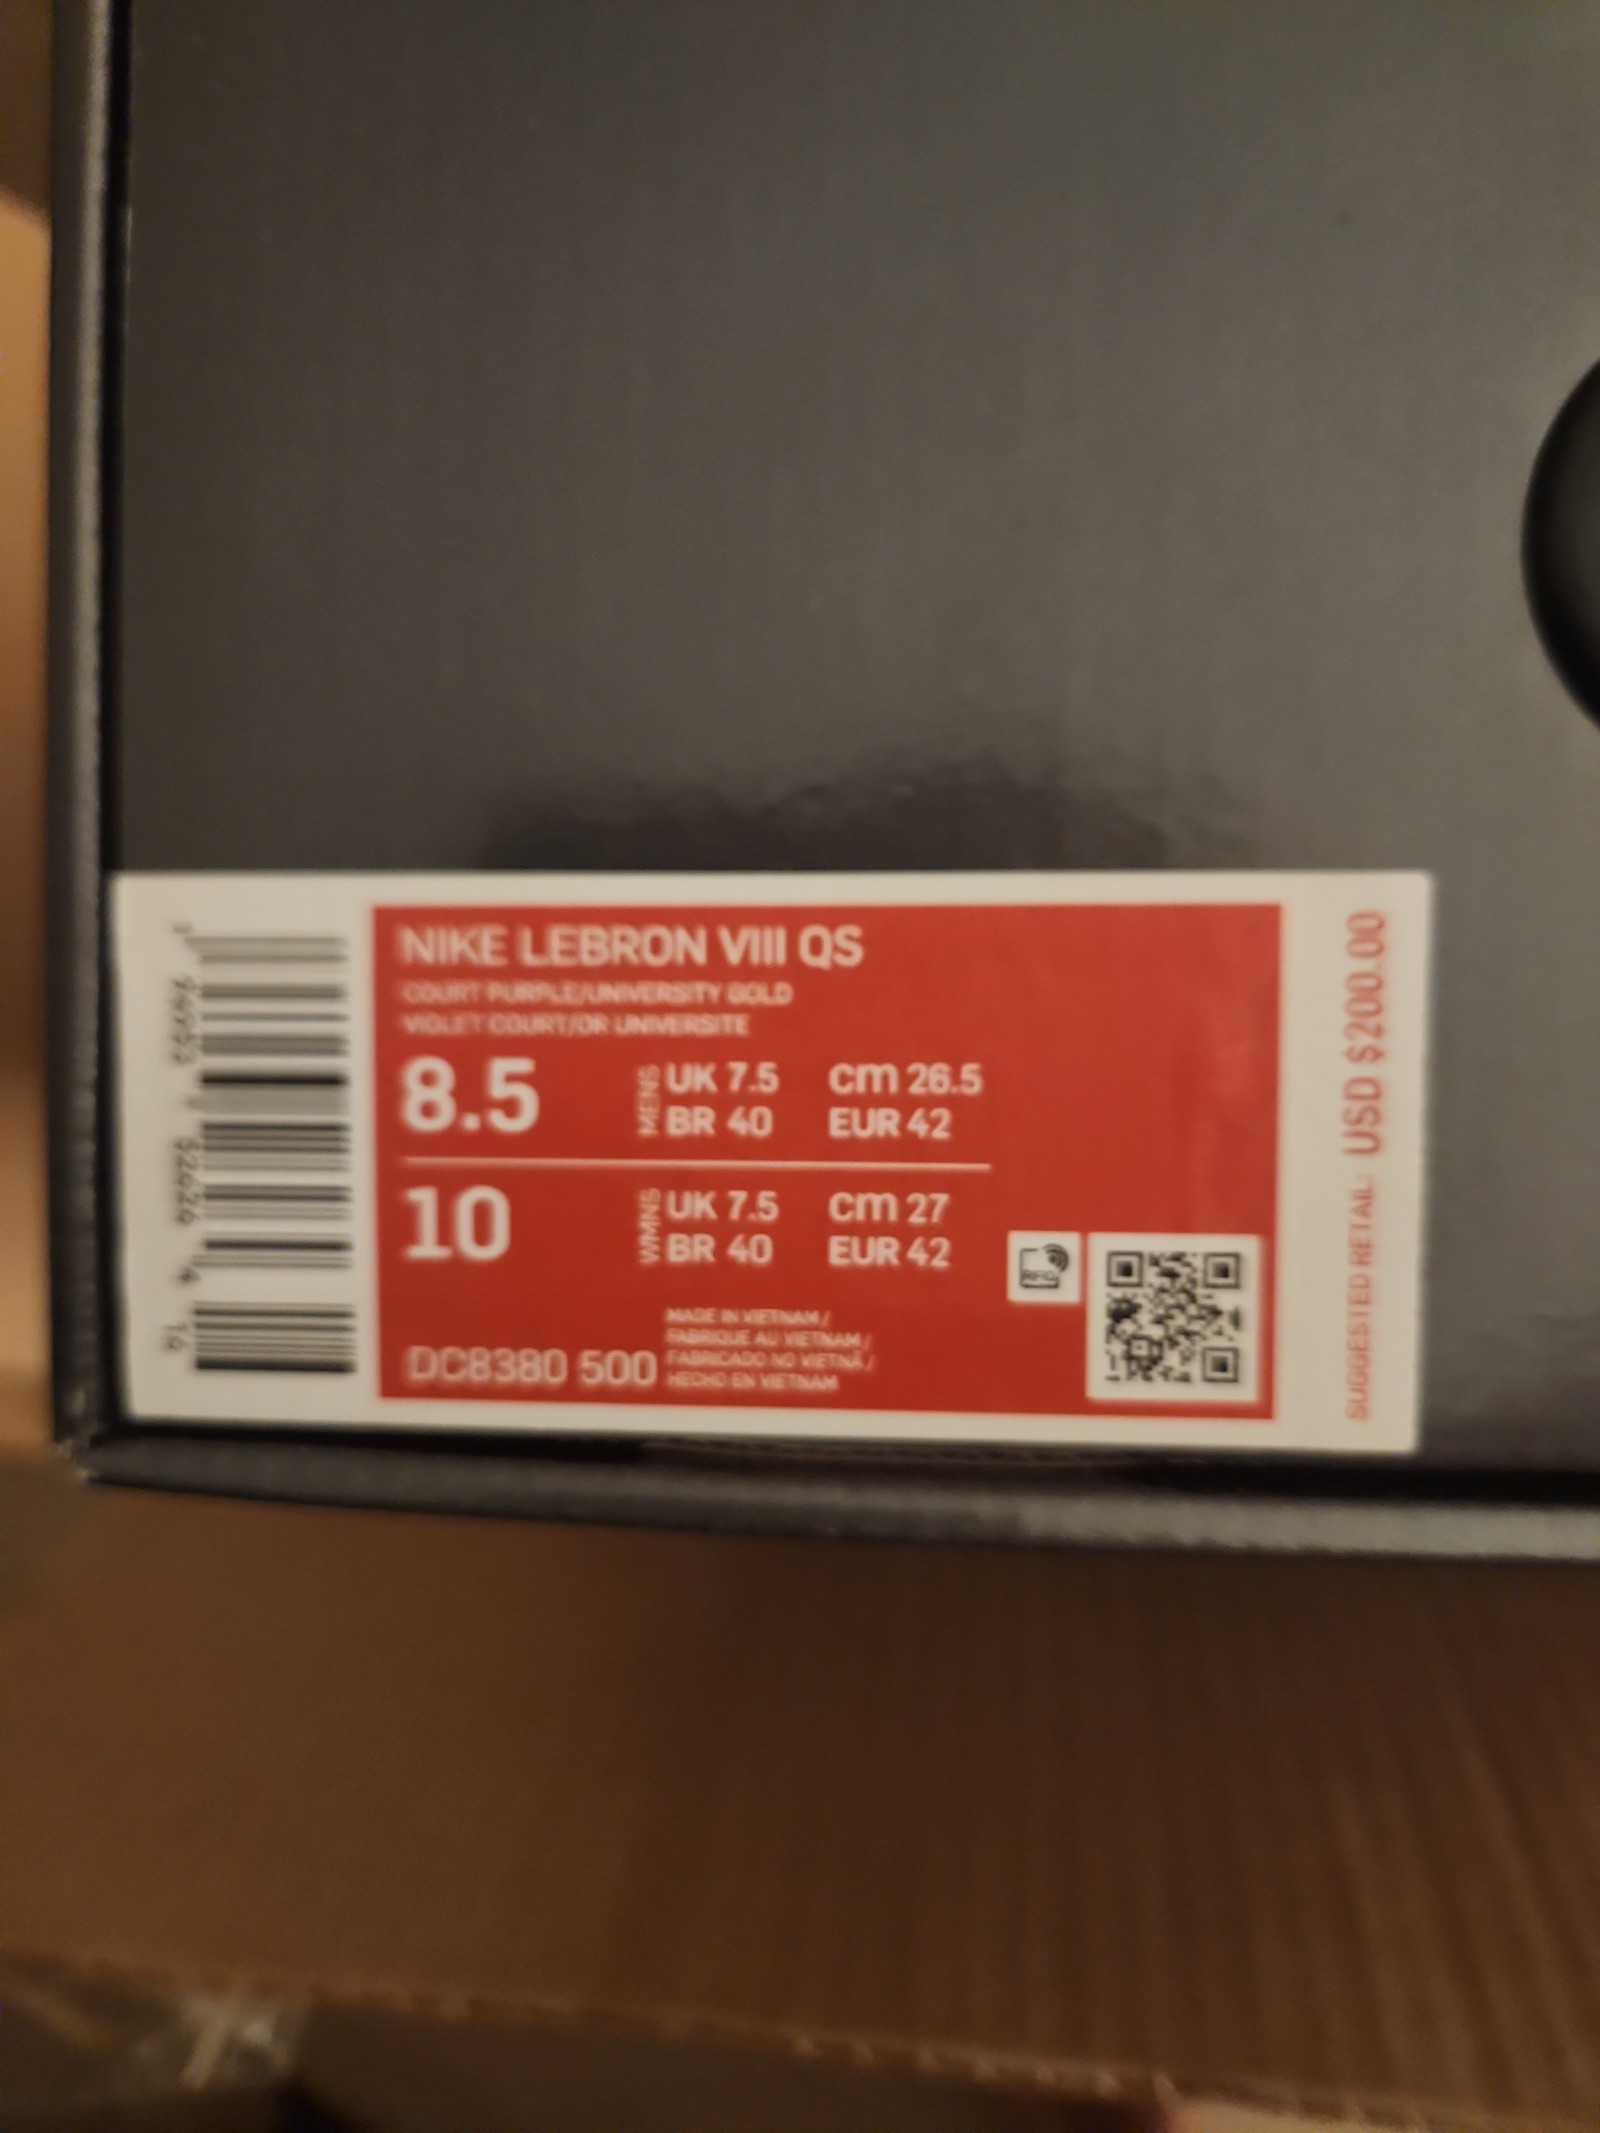 NIKE LEBRON VIII QS
COURT PURPLE/UNIVERSITY GOLD
VIOLET COURT/OR UNIVERSITE
8.5 MENS UK 7.5 cm 26.5
BR 40 EUR 42
10 WMNS UK 7.5 cm 27
BR 40 EUR 42
RFID
DC8380 500
MADE IN VIETNAM /
FABRIQUE AU VIETNAM /
FABRICADO NO VIETNÃ /
HECHO EN VIETNAM
SUGGESTED RETAIL: USD $200.00